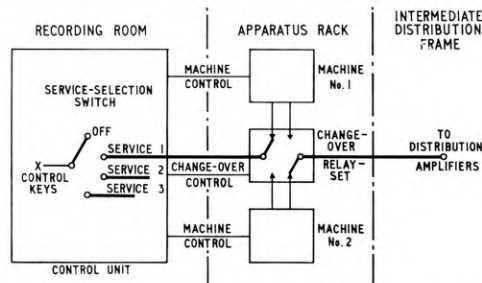 RECORDING ROOM
APPARATUS RACK
INTERMEDIATE
DISTRIBUTION
FRAME
SERVICE-SELECTION
SWITCH
OFF
SERVICE 1
SERVICE 2
SERVICE 3
X
CONTROL
KEYS
CONTROL UNIT
MACHINE
CONTROL
CHANGE-OVER
CONTROL
MACHINE
CONTROL
MACHINE
No. 1
CHANGE-
OVER
RELAY-
SET
MACHINE
No. 2
TO
DISTRIBUTION
AMPLIFIERS